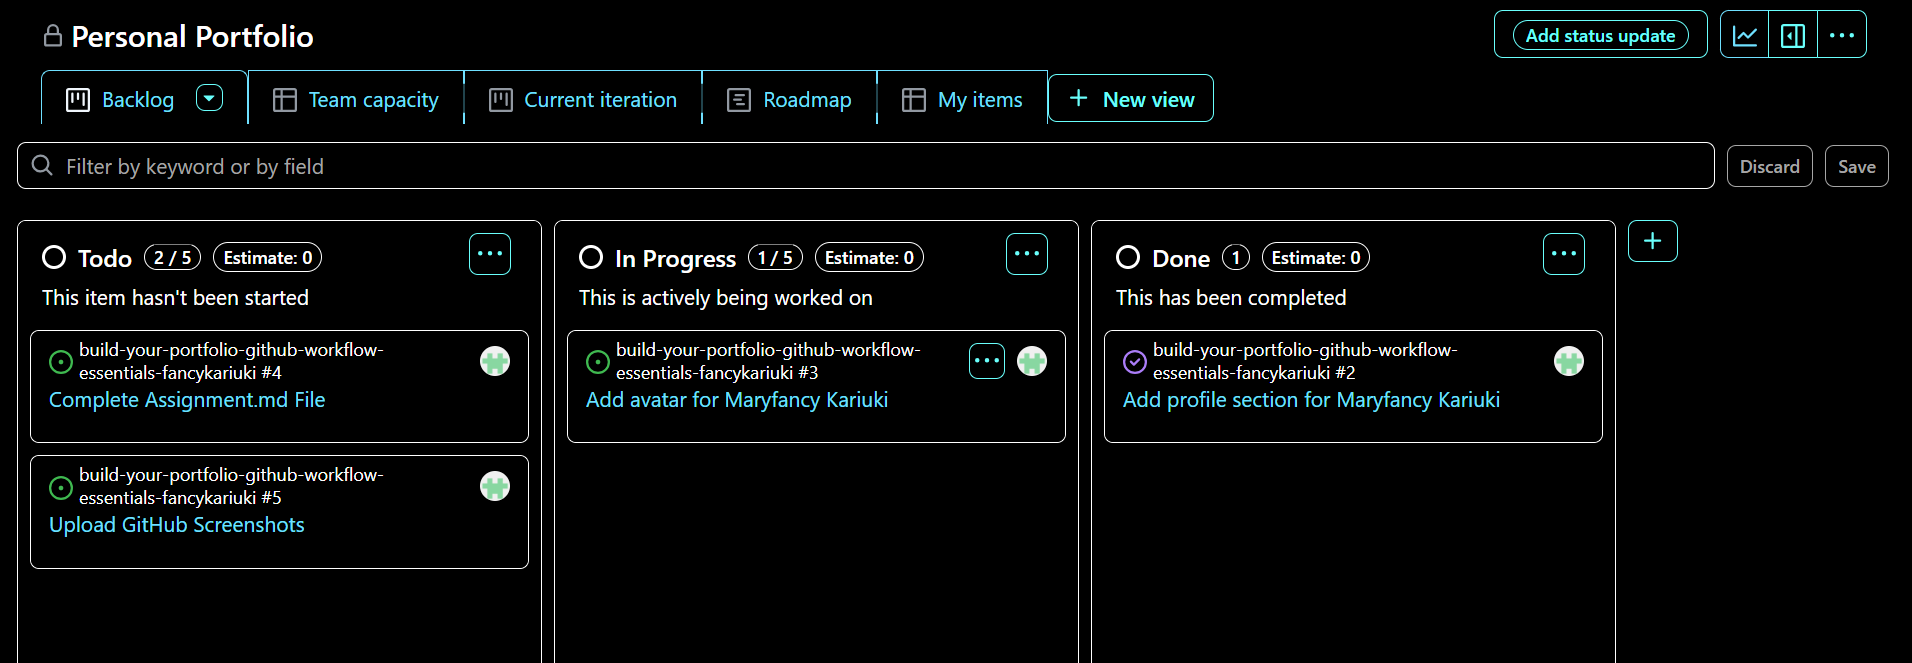 Personal Portfolio
Add status update
Backlog
Team capacity
Current iteration
Roadmap
My items
New view
Filter by keyword or by field
Discard
Save
Todo 2 / 5 Estimate: 0
This item hasn't been started
build-your-portfolio-github-workflow-
essentials-fancykariuki #4
Complete Assignment.md File
build-your-portfolio-github-workflow-
essentials-fancykariuki #5
Upload GitHub Screenshots
In Progress 1 / 5 Estimate: 0
This is actively being worked on
build-your-portfolio-github-workflow-
essentials-fancykariuki #3
Add avatar for Maryfancy Kariuki
Done 1 Estimate: 0
This has been completed
build-your-portfolio-github-workflow-
essentials-fancykariuki #2
Add profile section for Maryfancy Kariuki